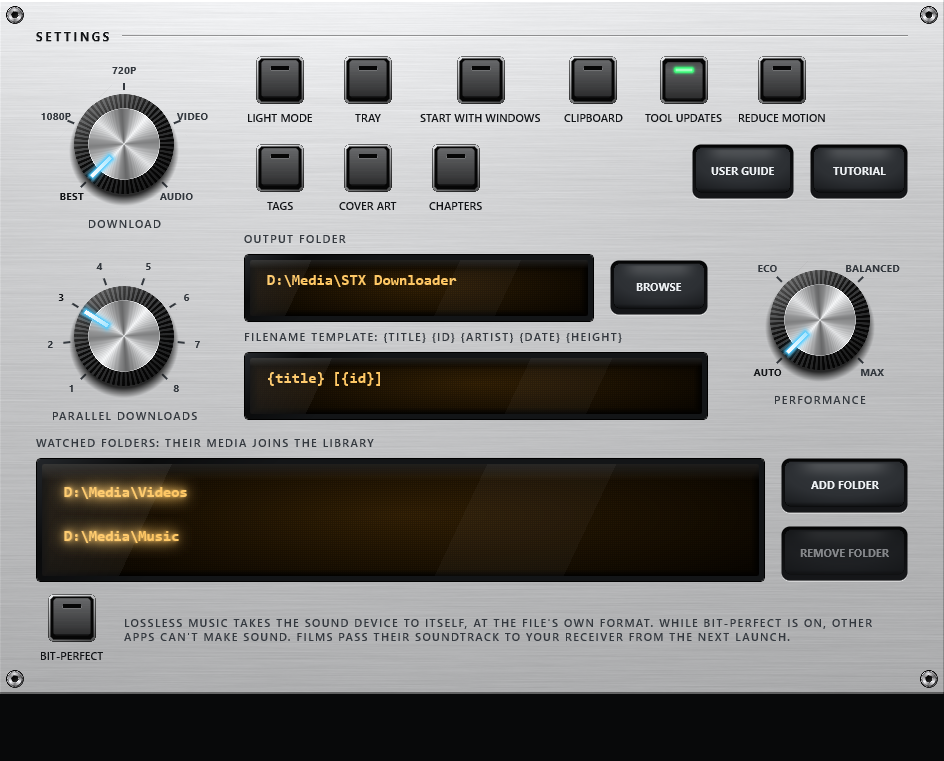 SETTINGS
720P
1080P
VIDEO
BEST
AUDIO
DOWNLOAD
LIGHT MODE
TRAY
START WITH WINDOWS
CLIPBOARD
TOOL UPDATES
REDUCE MOTION
TAGS
COVER ART
CHAPTERS
USER GUIDE
TUTORIAL
OUTPUT FOLDER
D:\Media\STX Downloader
BROWSE
FILENAME TEMPLATE: {TITLE} {ID} {ARTIST} {DATE} {HEIGHT}
{title} [{id}]
4
5
3
6
2
7
1
8
PARALLEL DOWNLOADS
ECO
BALANCED
AUTO
MAX
PERFORMANCE
WATCHED FOLDERS: THEIR MEDIA JOINS THE LIBRARY
D:\Media\Videos
D:\Media\Music
ADD FOLDER
REMOVE FOLDER
BIT-PERFECT
LOSSLESS MUSIC TAKES THE SOUND DEVICE TO ITSELF, AT THE FILE'S OWN FORMAT. WHILE BIT-PERFECT IS ON, OTHER
APPS CAN'T MAKE SOUND. FILMS PASS THEIR SOUNDTRACK TO YOUR RECEIVER FROM THE NEXT LAUNCH.